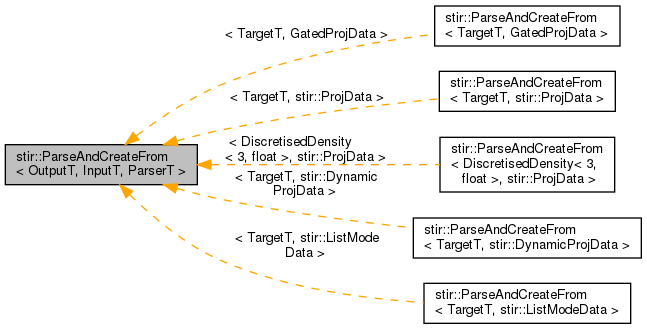 stir::ParseAndCreateFrom
< OutputT, InputT, ParserT >
< TargetT, GatedProjData >
stir::ParseAndCreateFrom
< TargetT, GatedProjData >
< TargetT, stir::ProjData >
stir::ParseAndCreateFrom
< TargetT, stir::ProjData >
< DiscretisedDensity
< 3, float >, stir::ProjData >
stir::ParseAndCreateFrom
< DiscretisedDensity< 3,
float >, stir::ProjData >
< TargetT, stir::Dynamic
ProjData >
stir::ParseAndCreateFrom
< TargetT, stir::DynamicProjData >
< TargetT, stir::ListMode
Data >
stir::ParseAndCreateFrom
< TargetT, stir::ListModeData >